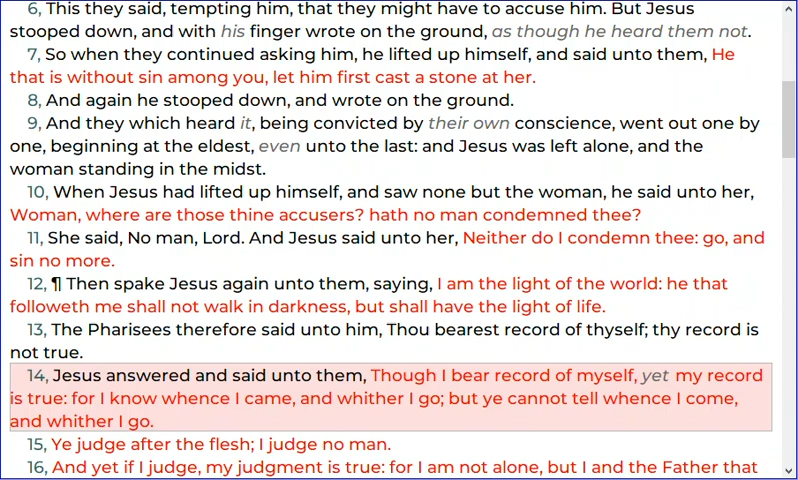 6, This they said, tempting him, that they might have to accuse him. But Jesus
stooped down, and with his finger wrote on the ground, as though he heard them not.
7, So when they continued asking him, he lifted up himself, and said unto them, He
that is without sin among you, let him first cast a stone at her.
8, And again he stooped down, and wrote on the ground.
9, And they which heard it, being convicted by their own conscience, went out one by
one, beginning at the eldest, even unto the last: and Jesus was left alone, and the
woman standing in the midst.
10, When Jesus had lifted up himself, and saw none but the woman, he said unto her,
Woman, where are those thine accusers? hath no man condemned thee?
11, She said, No man, Lord. And Jesus said unto her, Neither do I condemn thee: go, and
sin no more.
12, ¶ Then spake Jesus again unto them, saying, I am the light of the world: he that
followeth me shall not walk in darkness, but shall have the light of life.
13, The Pharisees therefore said unto him, Thou bearest record of thyself; thy record is
not true.
14, Jesus answered and said unto them, Though I bear record of myself, yet my record
is true: for I know whence I came, and whither I go; but ye cannot tell whence I come,
and whither I go.
15, Ye judge after the flesh; I judge no man.
16, And yet if I judge, my judgment is true: for I am not alone, but I and the Father that